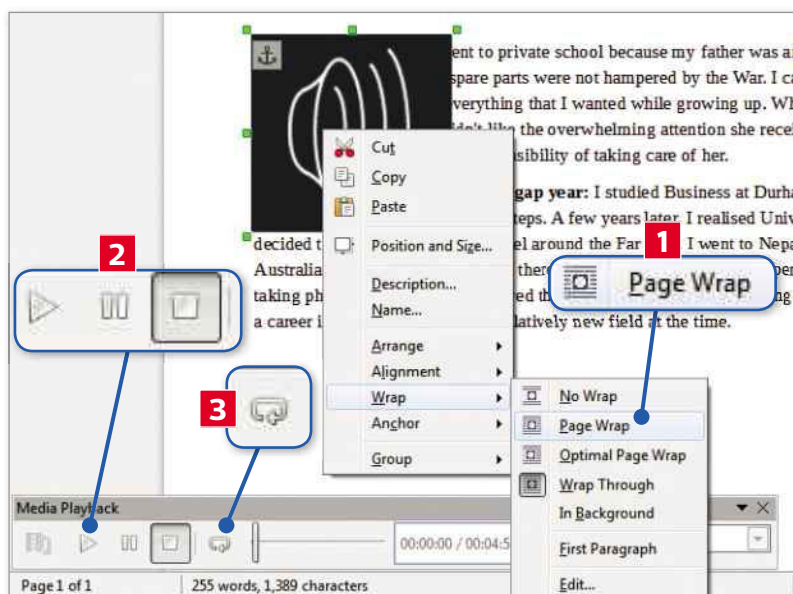 ent to private school because my father was a
spare parts were not hampered by the War. I ca
verything that I wanted while growing up. Wh
the overwhelming attention she recei
sibility of taking care of her.
gap year: I studied Business at Durha
teps. A few years later, I realised Univ
decided t el around the Far I went to Nepa
Australia there per
taking ph ed th ng
a career i latively new field at the time.
Cut
Copy
Paste
Position and Size...
Description...
Name...
Arrange
Alignment
Wrap
Anchor
Group
1
Page Wrap
2
3
No Wrap
Page Wrap
Optimal Page Wrap
Wrap Through
In Background
First Paragraph
Edit...
Media Playback
00:00:00 / 00:04:5
Page 1 of 1 255 words, 1,389 characters